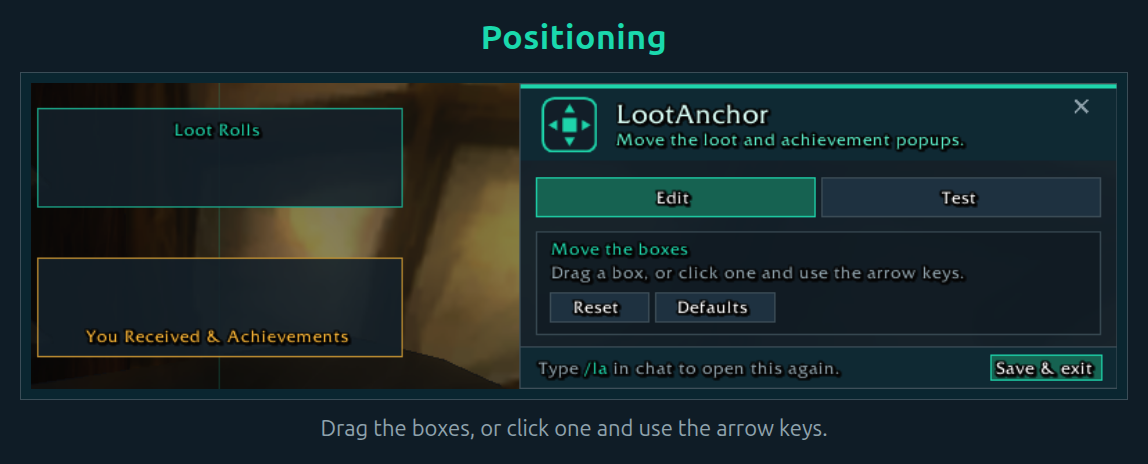 Positioning
Loot Rolls
You Received & Achievements
LootAnchor
Move the loot and achievement popups.
Edit
Test
Move the boxes
Drag a box, or click one and use the arrow keys.
Reset
Defaults
Type /la in chat to open this again.
Save & exit
Drag the boxes, or click one and use the arrow keys.